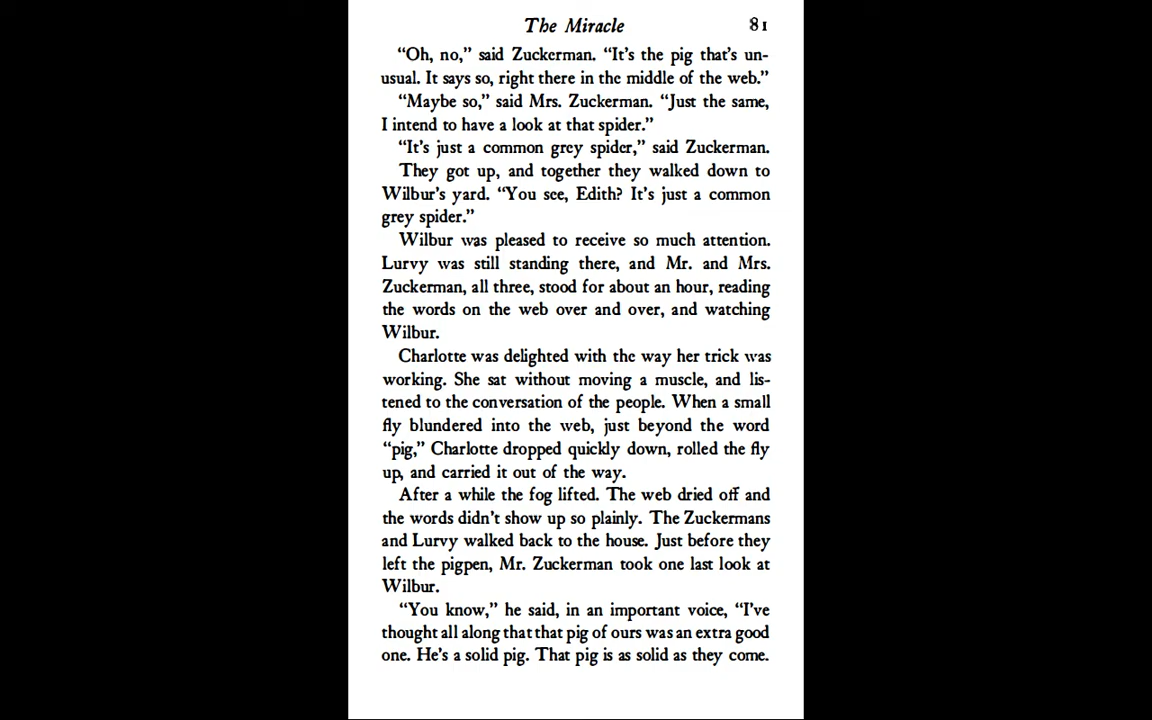 The Miracle 81
“Oh, no,” said Zuckerman. “It’s the pig that’s un-
usual. It says so, right there in the middle of the web.”
“Maybe so,” said Mrs. Zuckerman. “Just the same,
I intend to have a look at that spider.”
“It’s just a common grey spider,” said Zuckerman.
They got up, and together they walked down to
Wilbur’s yard. “You see, Edith? It’s just a common
grey spider.”
Wilbur was pleased to receive so much attention.
Lurvy was still standing there, and Mr. and Mrs.
Zuckerman, all three, stood for about an hour, reading
the words on the web over and over, and watching
Wilbur.
Charlotte was delighted with the way her trick was
working. She sat without moving a muscle, and lis-
tened to the conversation of the people. When a small
fly blundered into the web, just beyond the word
“pig,” Charlotte dropped quickly down, rolled the fly
up, and carried it out of the way.
After a while the fog lifted. The web dried off and
the words didn’t show up so plainly. The Zuckermans
and Lurvy walked back to the house. Just before they
left the pigpen, Mr. Zuckerman took one last look at
Wilbur.
“You know,” he said, in an important voice, “I’ve
thought all along that that pig of ours was an extra good
one. He’s a solid pig. That pig is as solid as they come.